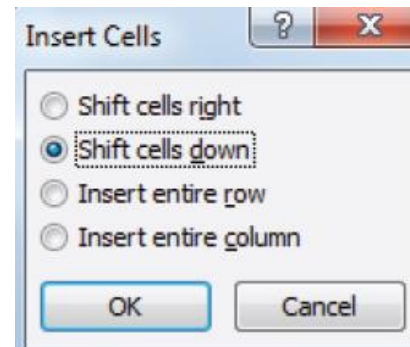 Insert Cells
?
X
Shift cells right
Shift cells down
Insert entire row
Insert entire column
OK Cancel